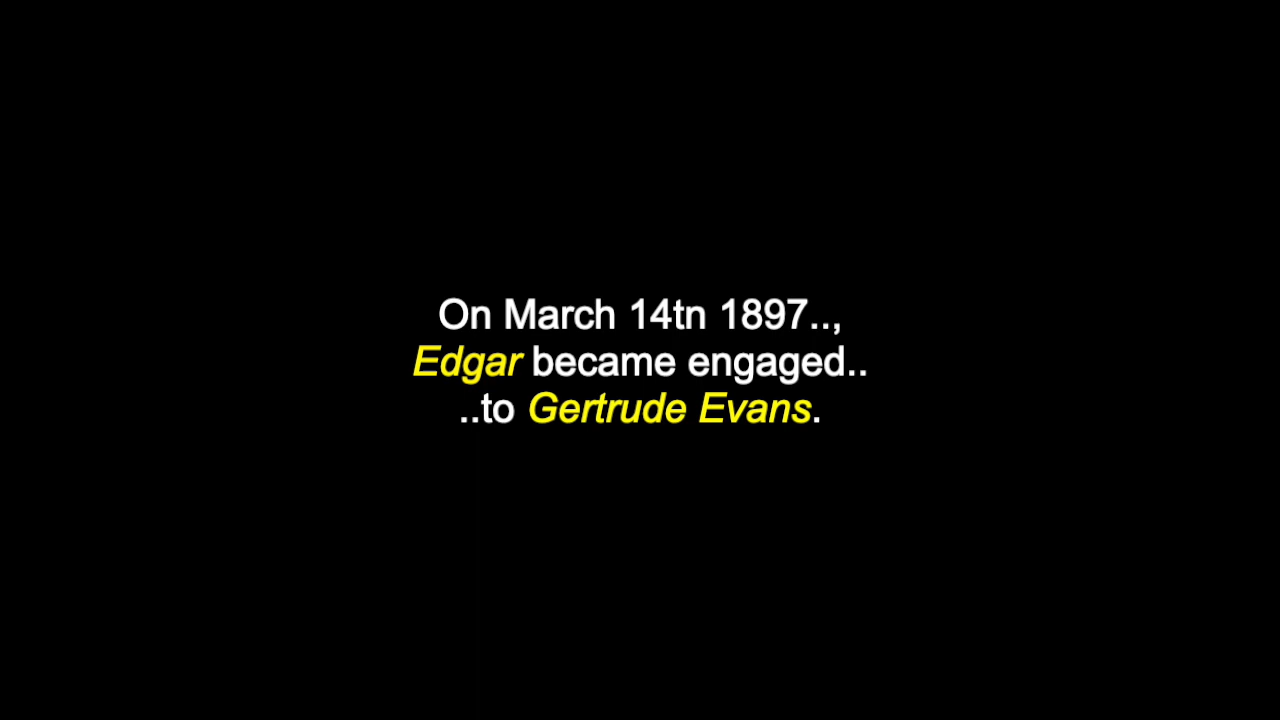 On March 14tn 1897..,
Edgar became engaged..
..to Gertrude Evans.